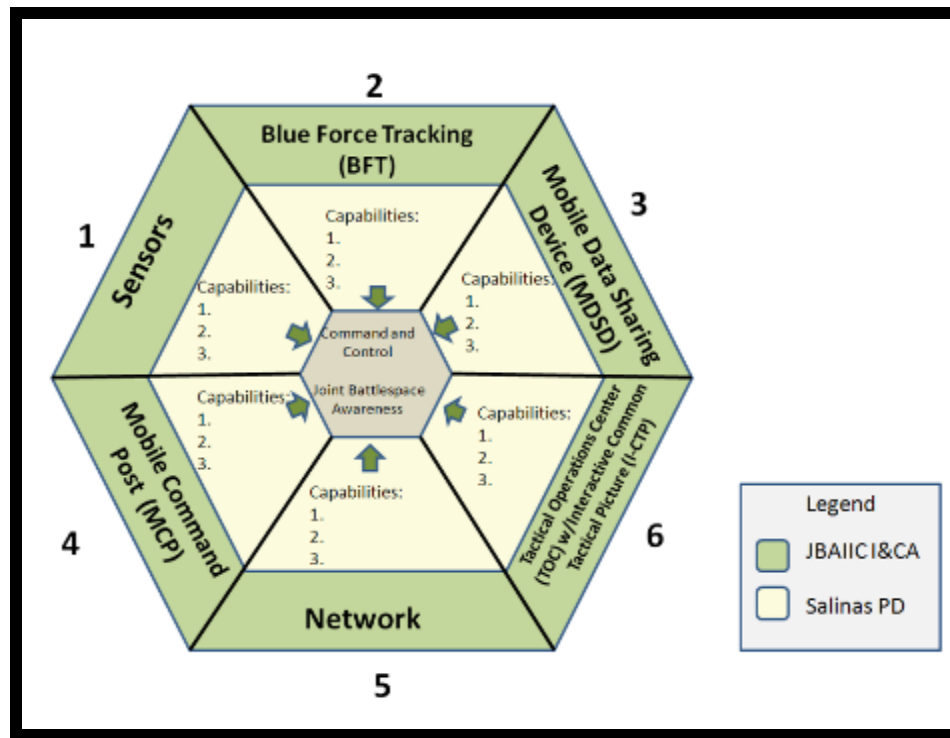 2
Blue Force Tracking
(BFT)
1
Sensors
Capabilities:
1.
2.
3.
Capabilities:
1.
2.
3.
3
Mobile Data Sharing
Device (MDSD)
Capabilities:
1.
2.
3.
Command and
Control
Joint Battlespace
Awareness
4
Mobile Command
Post (MCP)
Capabilities:
1.
2.
3.
Capabilities:
1.
2.
3.
Network
5
Capabilities:
1.
2.
3.
Tactical Operations Center
(TOC) w/Interactive Common
Tactical Picture (I-CTP)
6
Legend
JBAIIC I&CA
Salinas PD